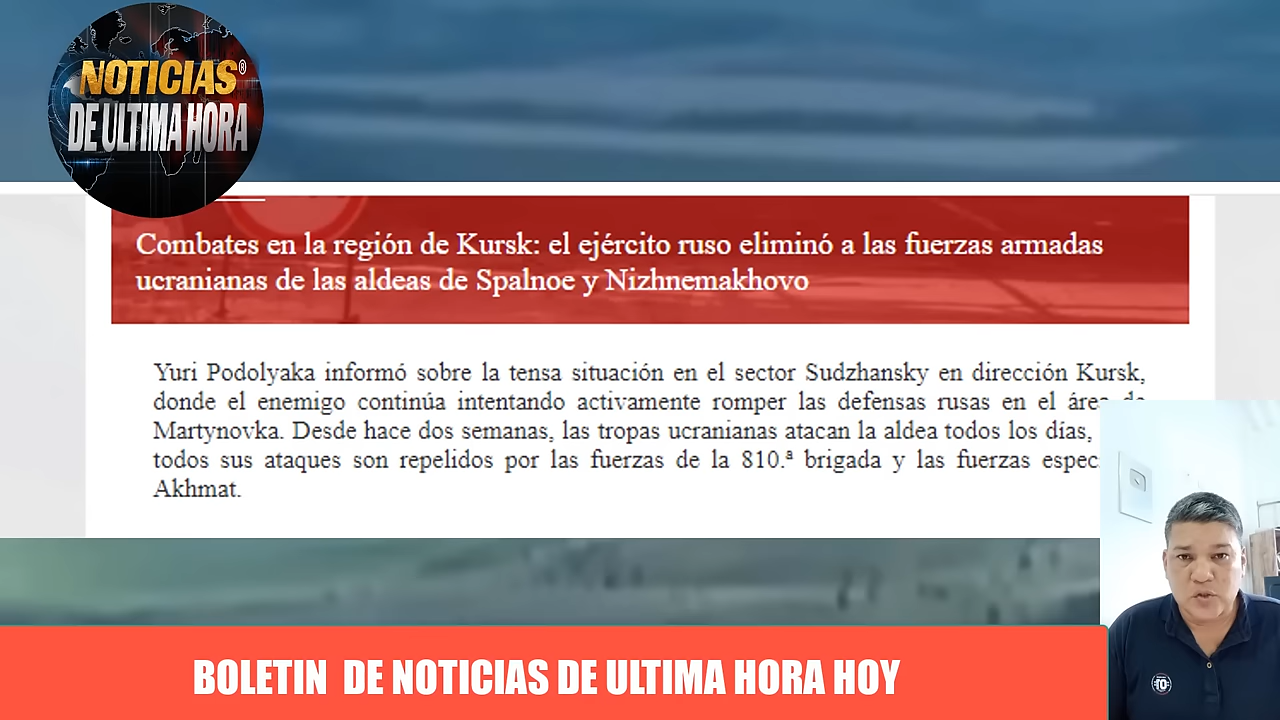 NOTICIAS®
DE ULTIMA HORA
Combates en la región de Kursk: el ejército ruso eliminó a las fuerzas armadas
ucranianas de las aldeas de Spalnoe y Nizhnemakhovo
Yuri Podolyaka informó sobre la tensa situación en el sector Sudzhansky en dirección Kursk,
donde el enemigo continúa intentando activamente romper las defensas rusas en el área de
Martynovka. Desde hace dos semanas, las tropas ucranianas atacan la aldea todos los días,
todos sus ataques son repelidos por las fuerzas de la 810.ª brigada y las fuerzas espec
Akhmat.
BOLETIN DE NOTICIAS DE ULTIMA HORA HOY